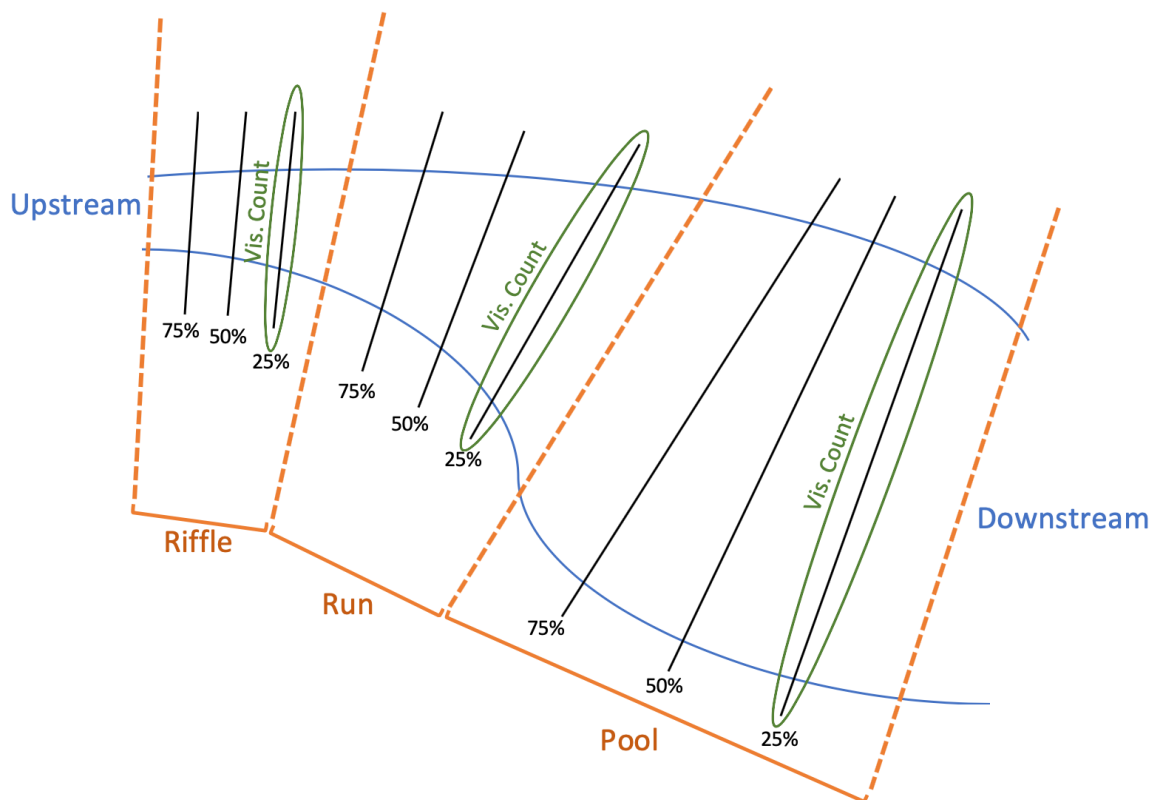 Upstream
Vis. Count
75%
50%
25%
Riffle
Vis. Count
75%
50%
25%
Run
Vis. Count
75%
50%
25%
Pool
Downstream